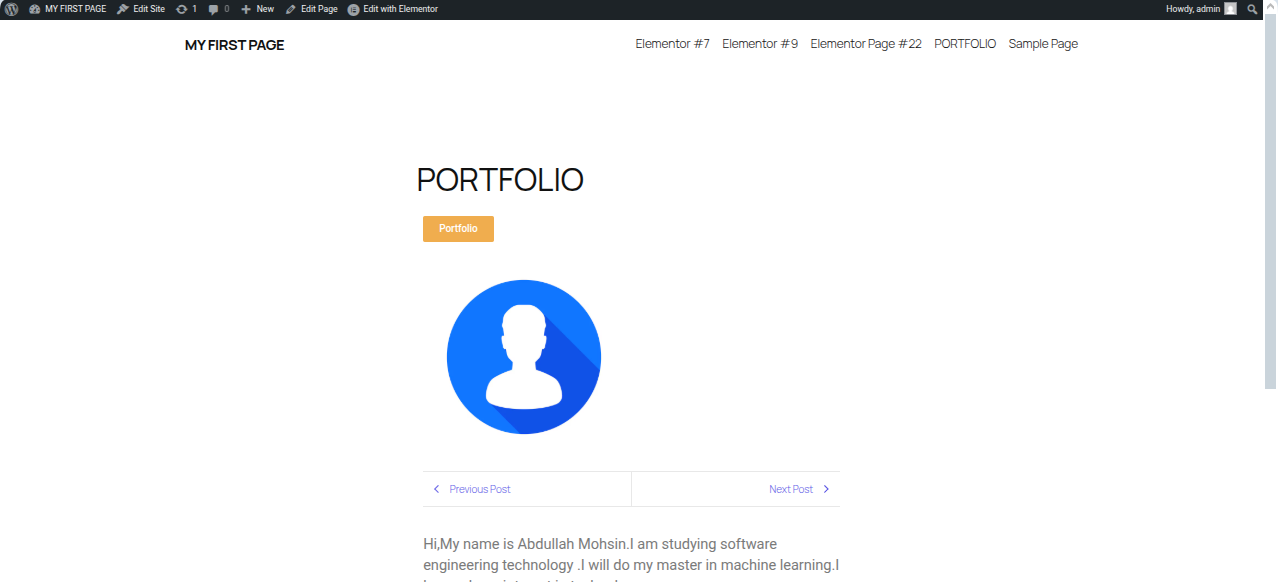 MY FIRST PAGE Edit Site 1 0 New Edit Page Edit with Elementor Howdy, admin
MY FIRST PAGE Elementor #7 Elementor #9 Elementor Page #22 PORTFOLIO Sample Page
PORTFOLIO
Portfolio
Previous Post Next Post
Hi,My name is Abdullah Mohsin.I am studying software
engineering technology .I will do my master in machine learning.I